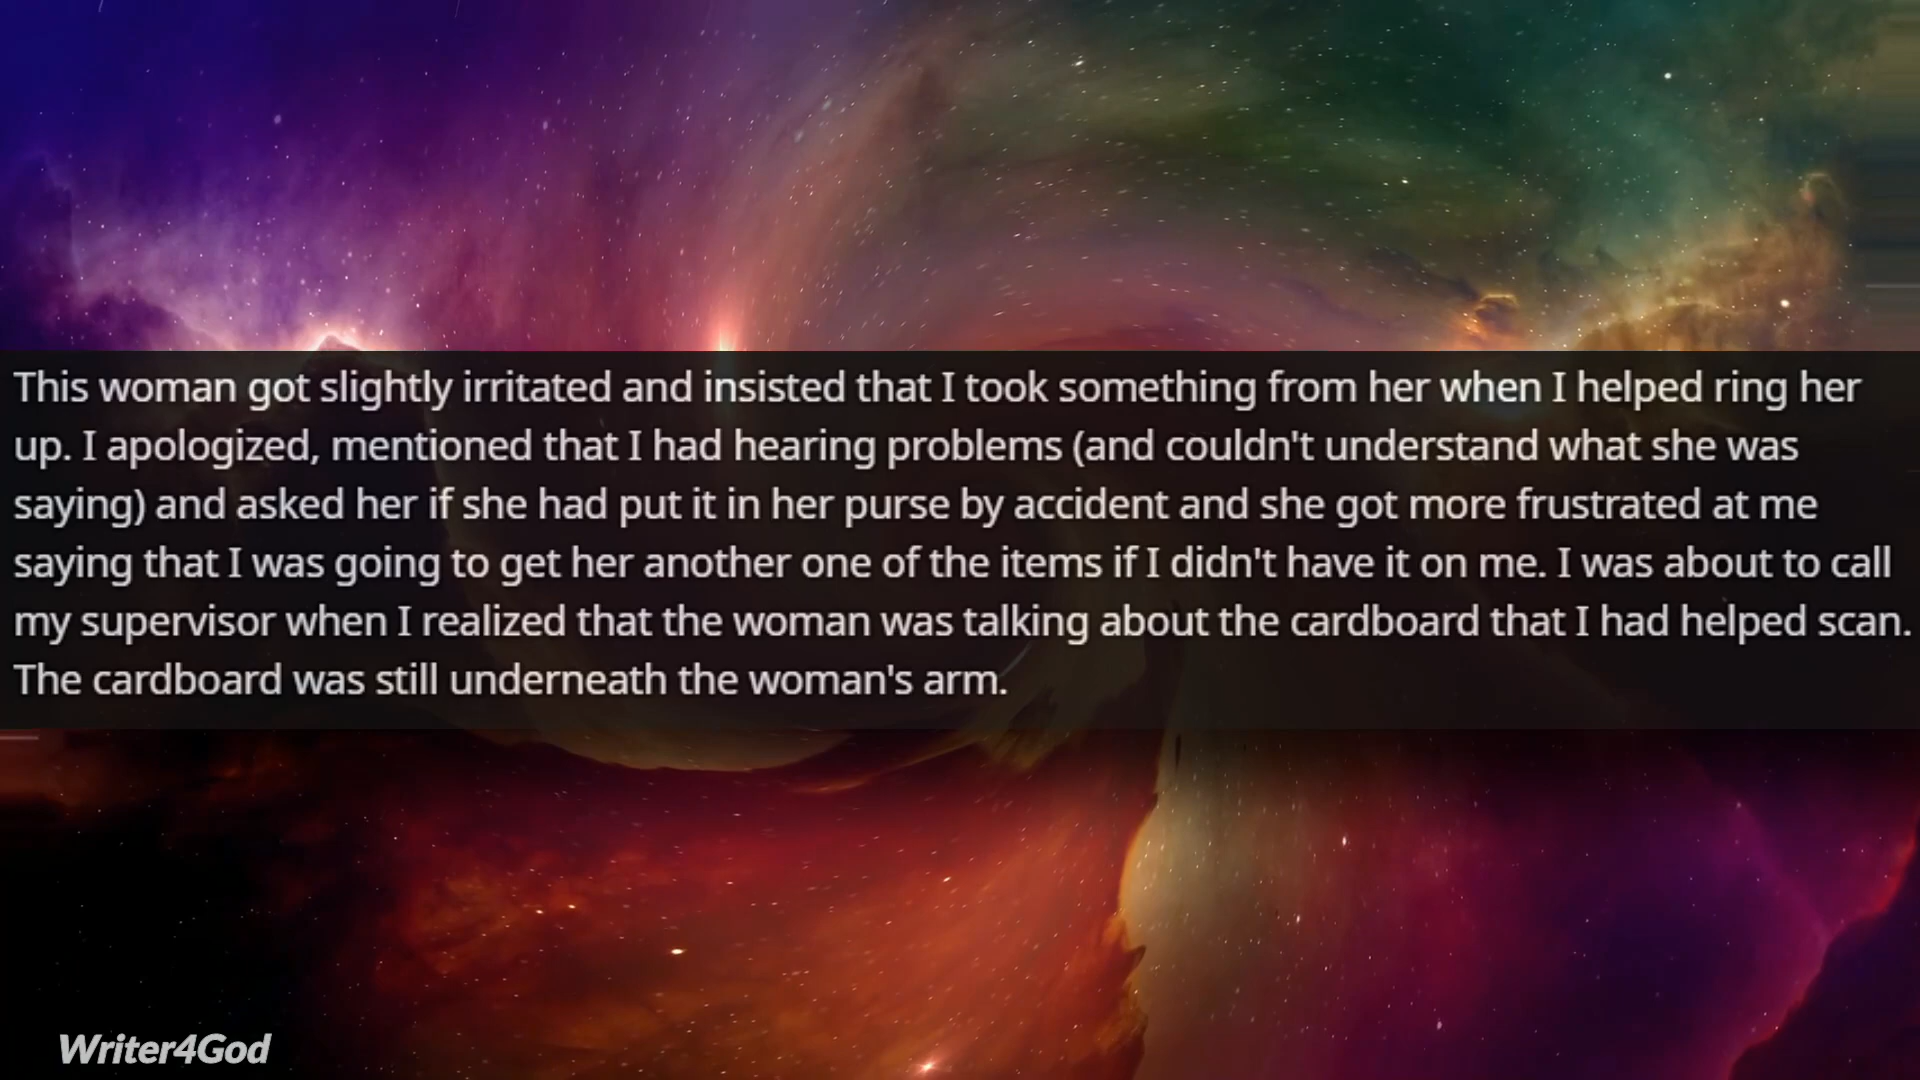 This woman got slightly irritated and insisted that I took something from her when I helped ring her
up. I apologized, mentioned that I had hearing problems (and couldn't understand what she was
saying) and asked her if she had put it in her purse by accident and she got more frustrated at me
saying that I was going to get her another one of the items if I didn't have it on me. I was about to call
my supervisor when I realized that the woman was talking about the cardboard that I had helped scan.
The cardboard was still underneath the woman's arm.
Writer4God